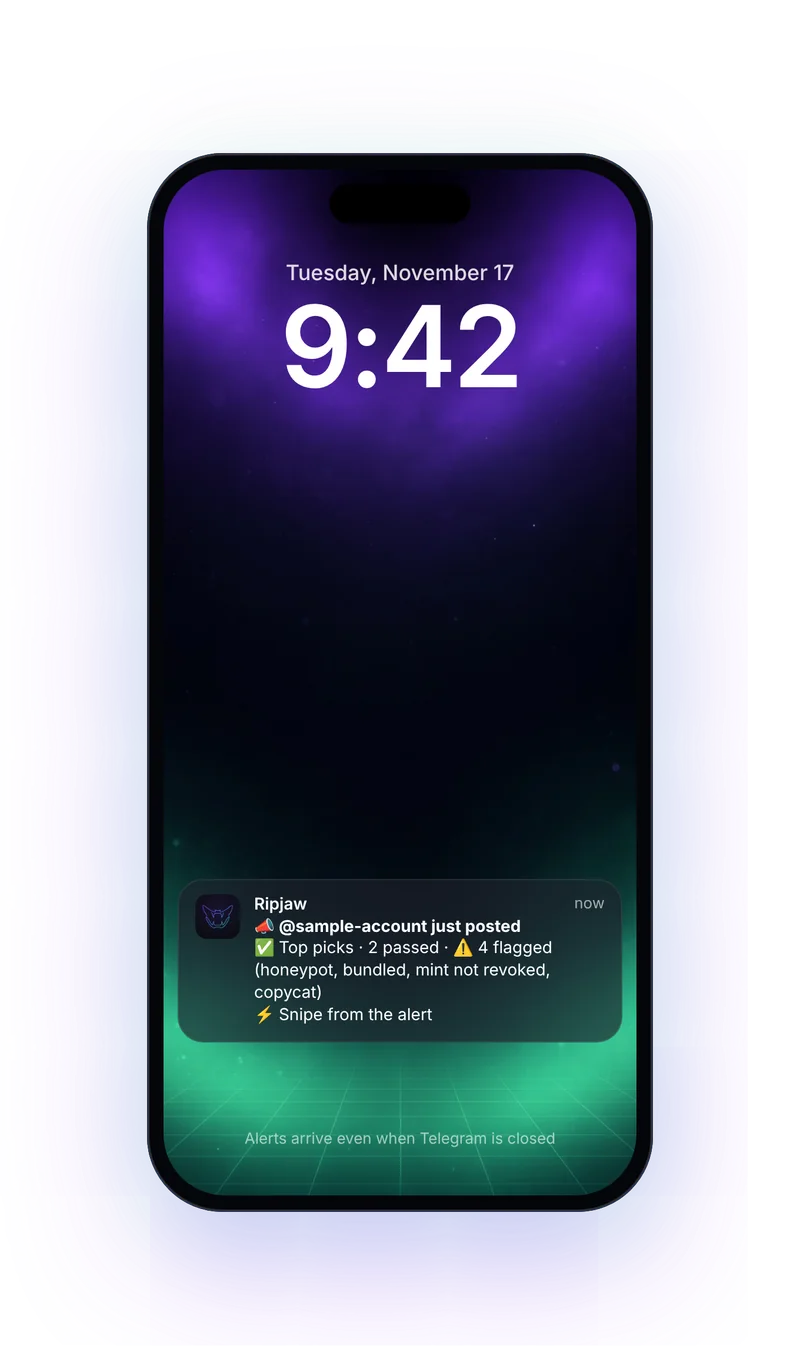 Tuesday, November 17
9:42
Ripjaw now
📣 @sample-account just posted
✅ Top picks · 2 passed · ⚠️ 4 flagged
(honeypot, bundled, mint not revoked,
copycat)
⚡ Snipe from the alert
Alerts arrive even when Telegram is closed